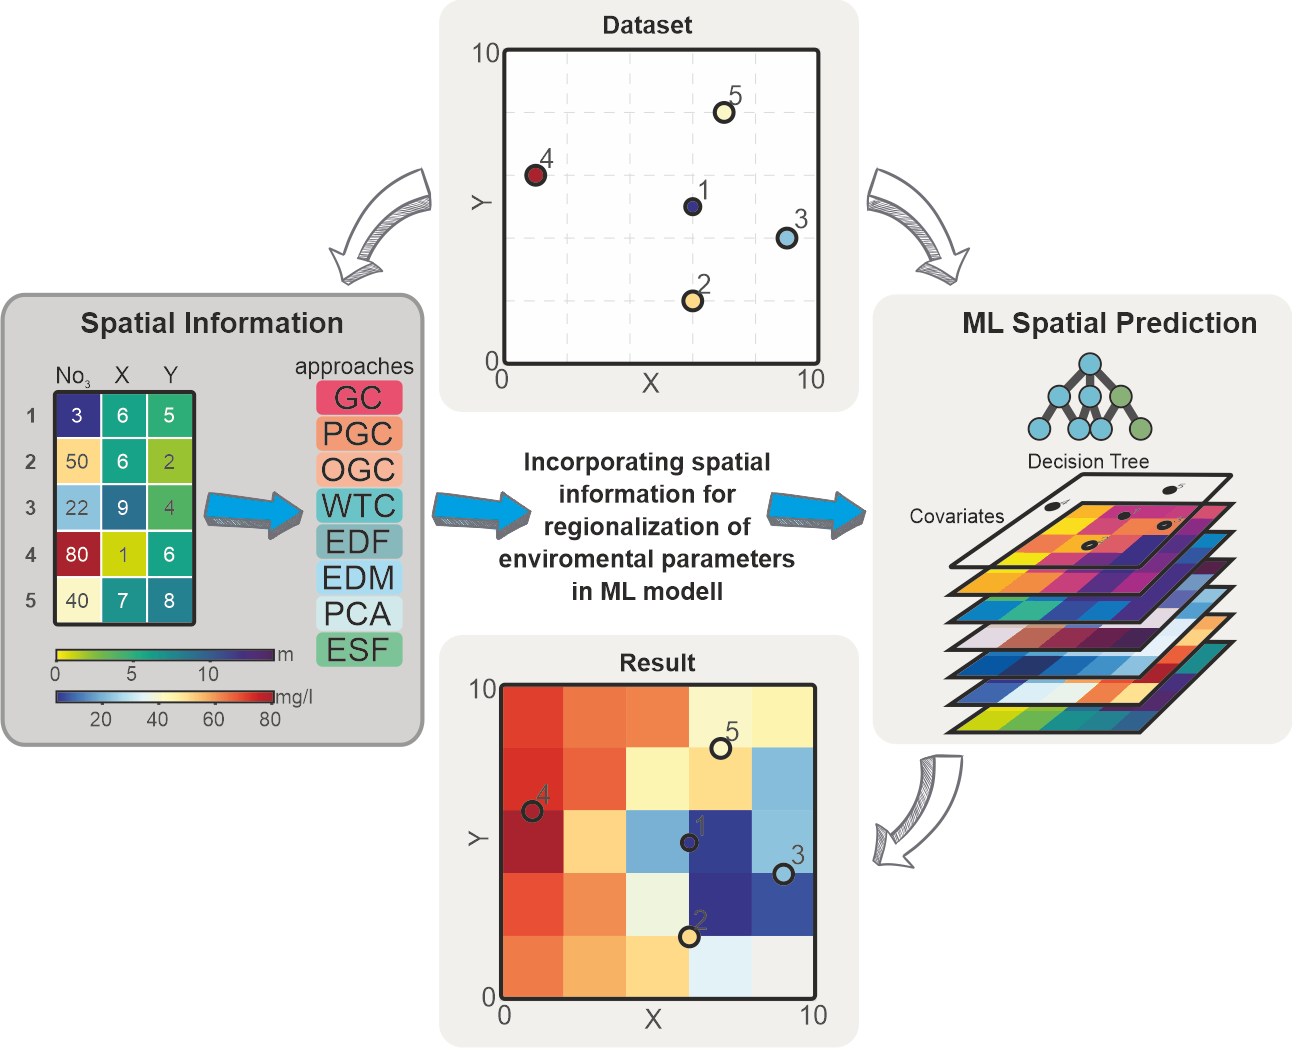 Dataset
10
5
4
1
3
2
Y
0
0
X
10
Spatial Information
No3 X Y
1 3 6 5
2 50 6 2
3 22 9 4
4 80 1 6
5 40 7 8
0 5 10 m
20 40 60 80 mg/l
approaches
GC
PGC
OGC
WTC
EDF
EDM
PCA
ESF
Incorporating spatial
information for
regionalization of
enviromental parameters
in ML modell
ML Spatial Prediction
Decision Tree
Covariates
5
4
Result
10
5
4
1
3
2
Y
0
0
X
10